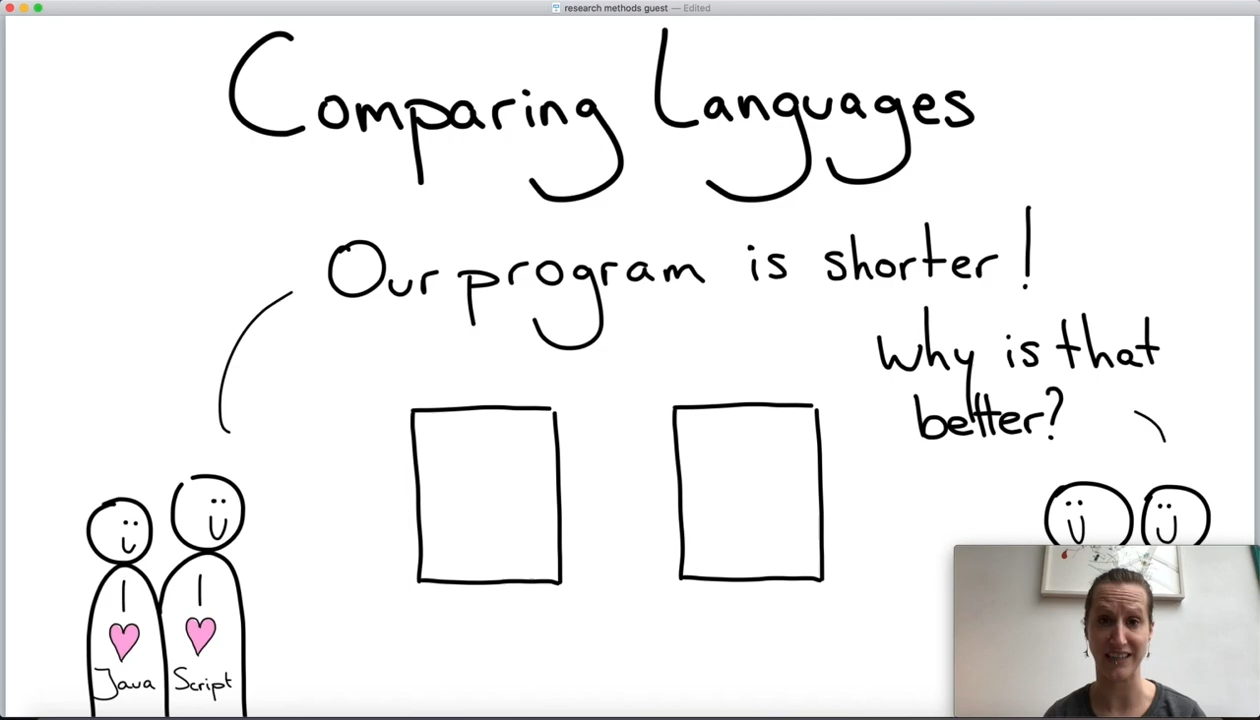 research methods guest — Edited
Comparing Languages
Our program is shorter!
Why is that
better?
I I
Java Script